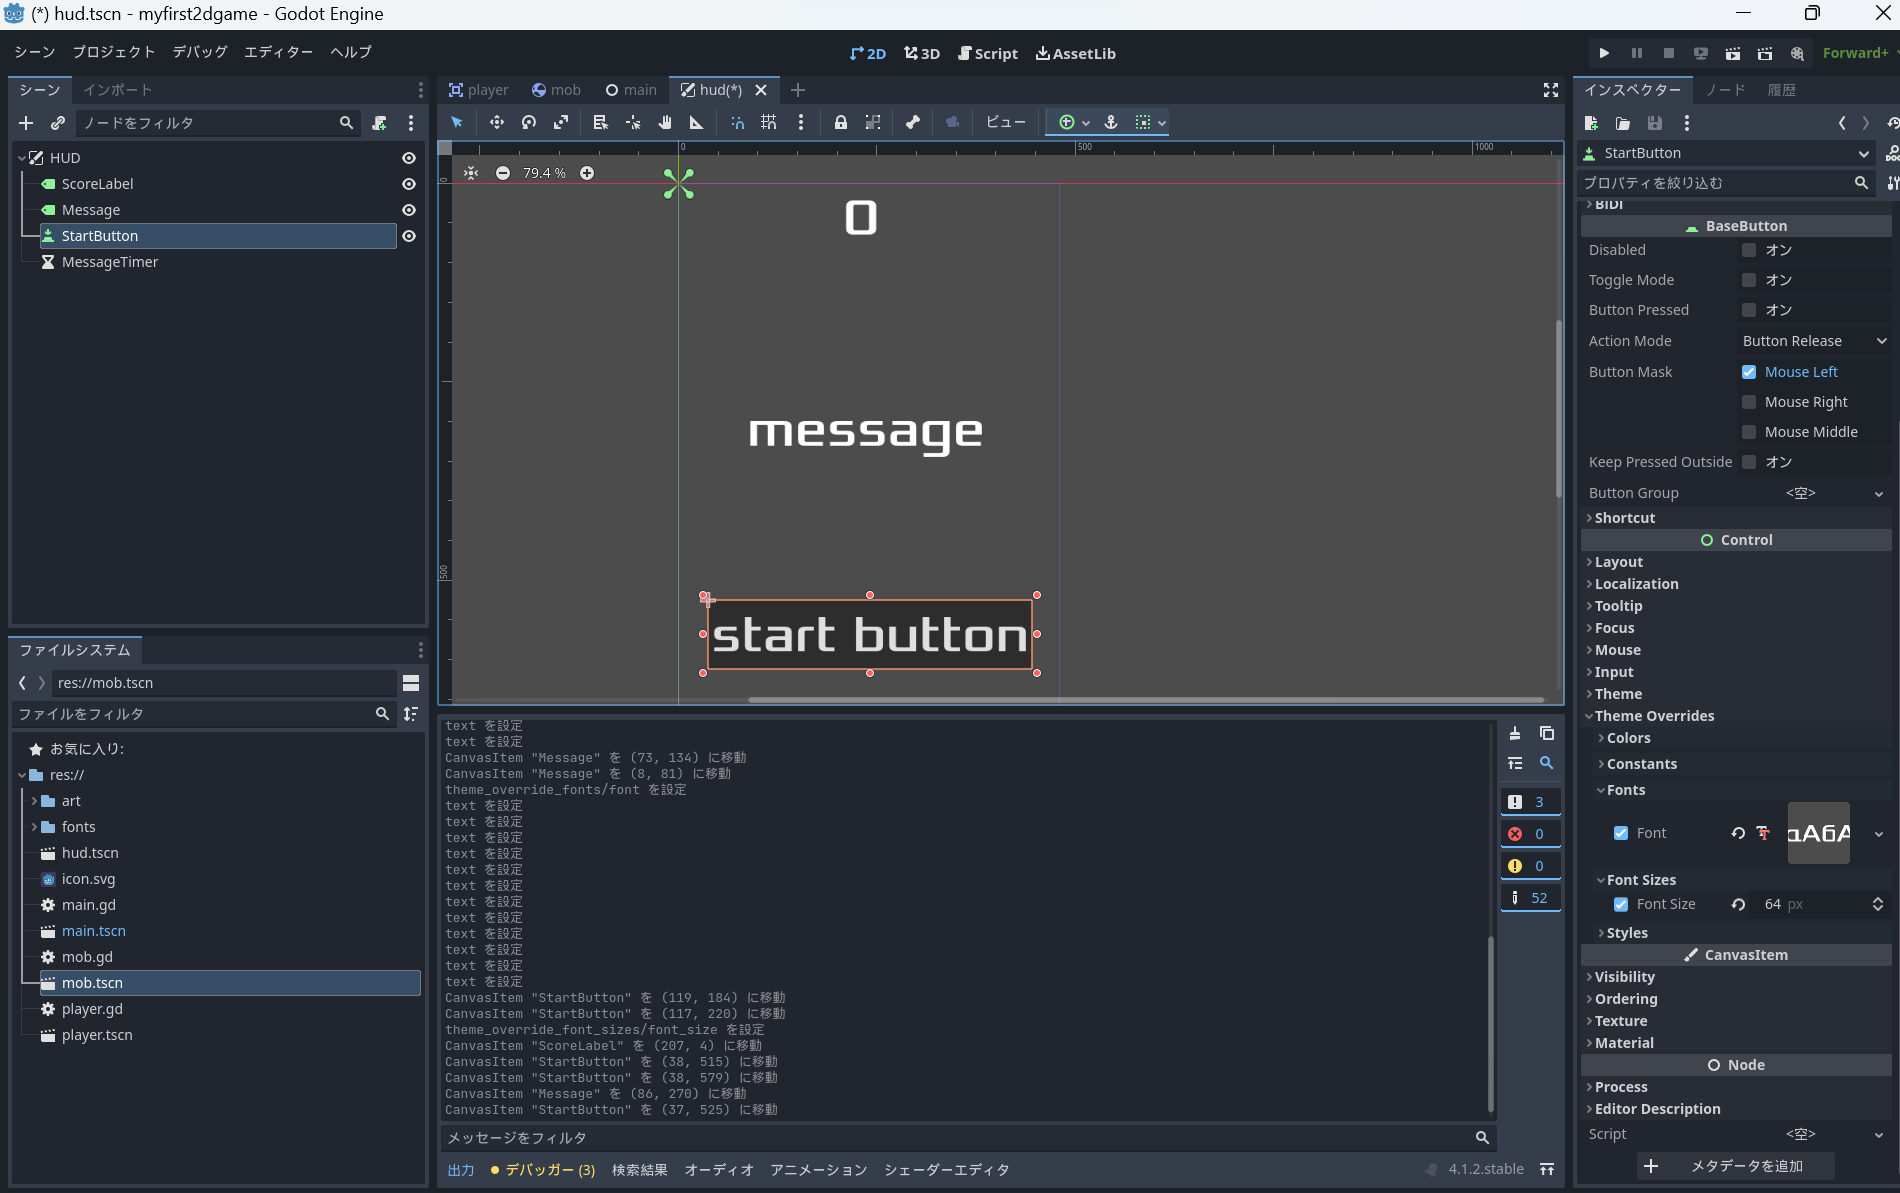 (*) hud.tscn - myfirst2dgame - Godot Engine
シーン プロジェクト デバッグ エディター ヘルプ
2D 3D Script AssetLib
Forward+
シーン インポート
ノードをフィルタ
HUD
ScoreLabel
Message
StartButton
MessageTimer
ファイルシステム
res://mob.tscn
ファイルをフィルタ
お気に入り:
res://
art
fonts
hud.tscn
icon.svg
main.gd
main.tscn
mob.gd
mob.tscn
player.gd
player.tscn
player mob main hud(*)
ビュー
0 500 1000
0
500
79.4 %
0
message
start button
text を設定
text を設定
CanvasItem "Message" を (73, 134) に移動
CanvasItem "Message" を (8, 81) に移動
theme_override_fonts/font を設定
text を設定
text を設定
text を設定
text を設定
text を設定
text を設定
text を設定
text を設定
text を設定
text を設定
text を設定
text を設定
CanvasItem "StartButton" を (119, 184) に移動
CanvasItem "StartButton" を (117, 220) に移動
theme_override_font_sizes/font_size を設定
CanvasItem "ScoreLabel" を (207, 4) に移動
CanvasItem "StartButton" を (38, 515) に移動
CanvasItem "StartButton" を (38, 579) に移動
CanvasItem "Message" を (86, 270) に移動
CanvasItem "StartButton" を (37, 525) に移動
3
0
0
52
メッセージをフィルタ
出力 デバッガー (3) 検索結果 オーディオ アニメーション シェーダーエディタ
4.1.2.stable
インスペクター ノード 履歴
StartButton
プロパティを絞り込む
BiDi
BaseButton
Disabled オン
Toggle Mode オン
Button Pressed オン
Action Mode Button Release
Button Mask Mouse Left
Mouse Right
Mouse Middle
Keep Pressed Outside オン
Button Group <空>
Shortcut
Control
Layout
Localization
Tooltip
Focus
Mouse
Input
Theme
Theme Overrides
Colors
Constants
Fonts
Font
Font Sizes
Font Size 64 px
Styles
CanvasItem
Visibility
Ordering
Texture
Material
Node
Process
Editor Description
Script <空>
メタデータを追加